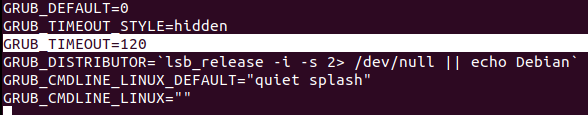 GRUB_DEFAULT=0
GRUB_TIMEOUT_STYLE=hidden
GRUB_TIMEOUT=120
GRUB_DISTRIBUTOR=`lsb_release -i -s 2> /dev/null || echo Debian`
GRUB_CMDLINE_LINUX_DEFAULT="quiet splash"
GRUB_CMDLINE_LINUX=""